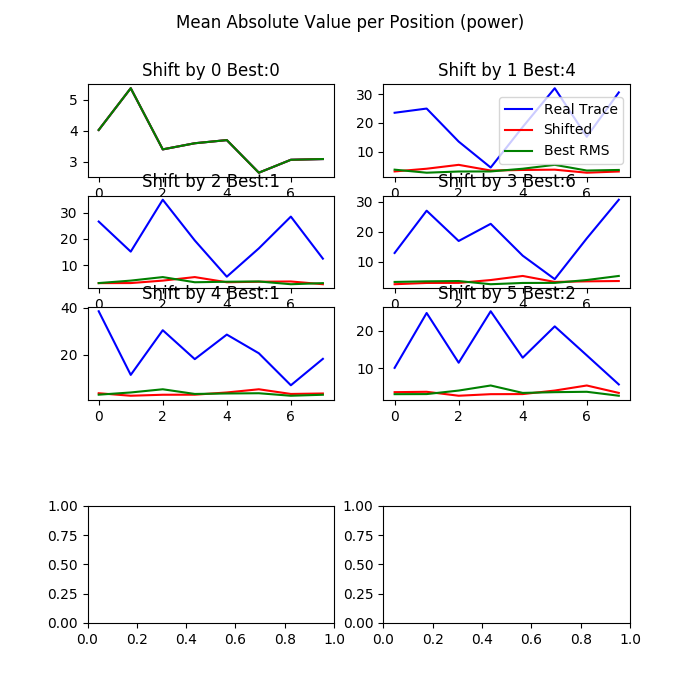 Mean Absolute Value per Position (power)
Shift by 0 Best:0
5
4
3
0 2 4 6
Shift by 1 Best:4
30
20
10
0 2 4 6
Real Trace
Shifted
Best RMS
Shift by 2 Best:1
30
20
10
0 2 4 6
Shift by 3 Best:6
30
20
10
0 2 4 6
Shift by 4 Best:1
40
20
0 2 4 6
Shift by 5 Best:2
20
10
0 2 4 6
1.00
0.75
0.50
0.25
0.00
0.0 0.2 0.4 0.6 0.8 1.0
1.00
0.75
0.50
0.25
0.00
0.0 0.2 0.4 0.6 0.8 1.0